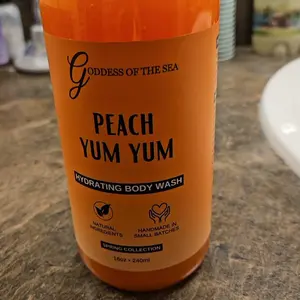 GODDESS OF THE SEA
PEACH
YUM YUM
HYDRATING BODY WASH
NATURAL INGREDIENTS
HANDMADE IN SMALL BATCHES
SPRING COLLECTION
16oz • 240ml